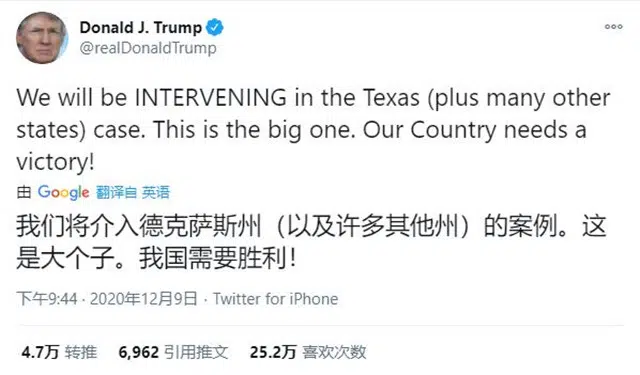 Donald J. Trump
@realDonaldTrump
We will be INTERVENING in the Texas (plus many other
states) case. This is the big one. Our Country needs a
victory!
由 Google 翻译自 英语
我们将介入德克萨斯州（以及许多其他州）的案例。这
是大个子。我国需要胜利！
下午9:44 · 2020年12月9日 · Twitter for iPhone
4.7万 转推 6,962 引用推文 25.2万 喜欢次数